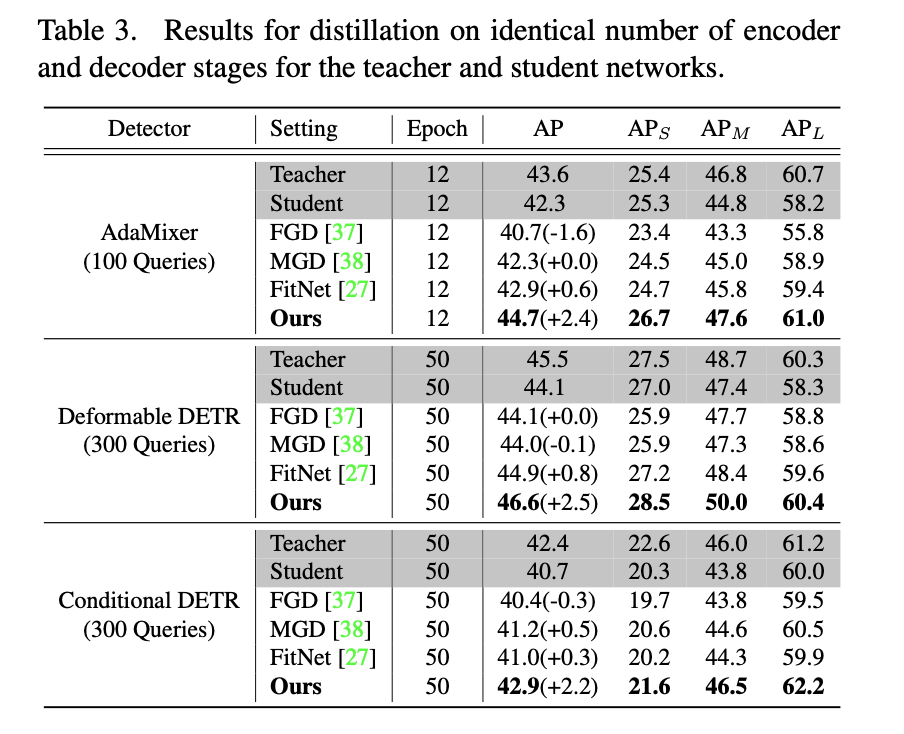 Table 3. Results for distillation on identical number of encoder
and decoder stages for the teacher and student networks.
Detector Setting Epoch AP APS APM APL
Teacher 12 43.6 25.4 46.8 60.7
Student 12 42.3 25.3 44.8 58.2
AdaMixer FGD [37] 12 40.7(-1.6) 23.4 43.3 55.8
(100 Queries) MGD [38] 12 42.3(+0.0) 24.5 45.0 58.9
FitNet [27] 12 42.9(+0.6) 24.7 45.8 59.4
Ours 12 44.7(+2.4) 26.7 47.6 61.0
Teacher 50 45.5 27.5 48.7 60.3
Student 50 44.1 27.0 47.4 58.3
Deformable DETR FGD [37] 50 44.1(+0.0) 25.9 47.7 58.8
(300 Queries) MGD [38] 50 44.0(-0.1) 25.9 47.3 58.6
FitNet [27] 50 44.9(+0.8) 27.2 48.4 59.6
Ours 50 46.6(+2.5) 28.5 50.0 60.4
Teacher 50 42.4 22.6 46.0 61.2
Student 50 40.7 20.3 43.8 60.0
Conditional DETR FGD [37] 50 40.4(-0.3) 19.7 43.8 59.5
(300 Queries) MGD [38] 50 41.2(+0.5) 20.6 44.6 60.5
FitNet [27] 50 41.0(+0.3) 20.2 44.3 59.9
Ours 50 42.9(+2.2) 21.6 46.5 62.2